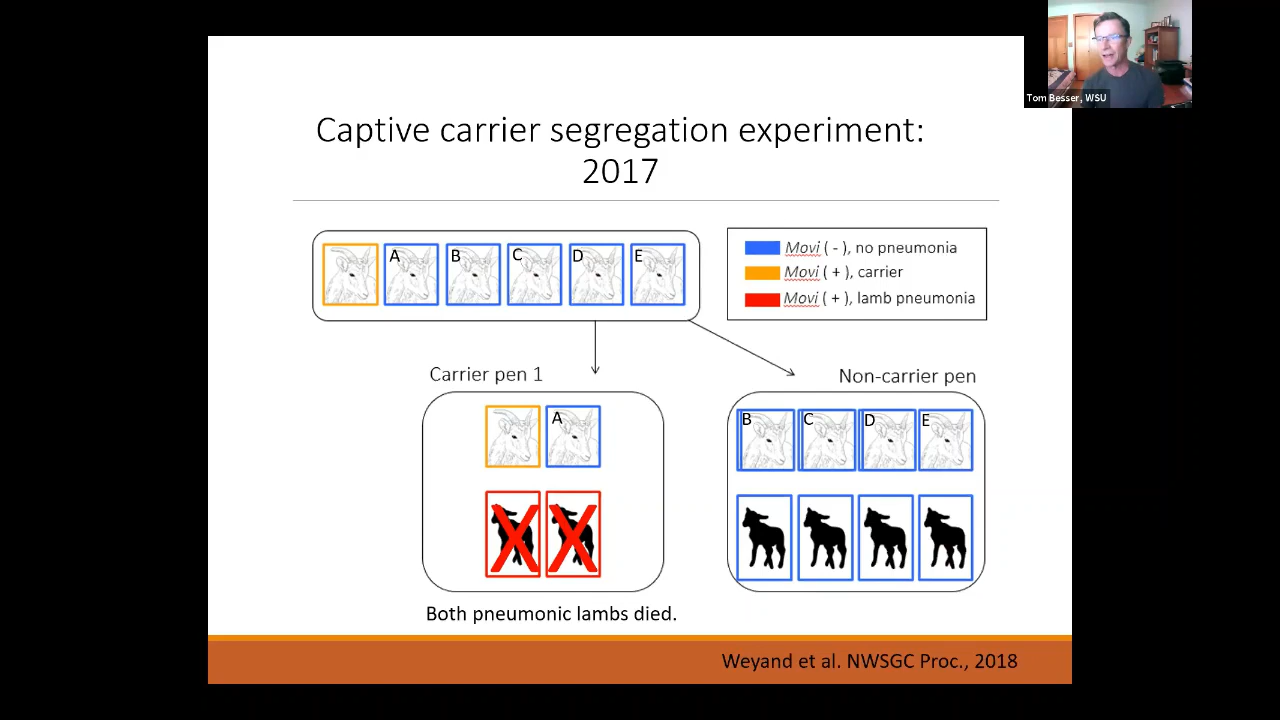 Tom Besser, WSU
Captive carrier segregation experiment:
2017
A B C D E
Movi ( - ), no pneumonia
Movi ( + ), carrier
Movi ( + ), lamb pneumonia
Carrier pen 1
Non-carrier pen
A
B C D E
X X
Both pneumonic lambs died.
Weyand et al. NWSGC Proc., 2018